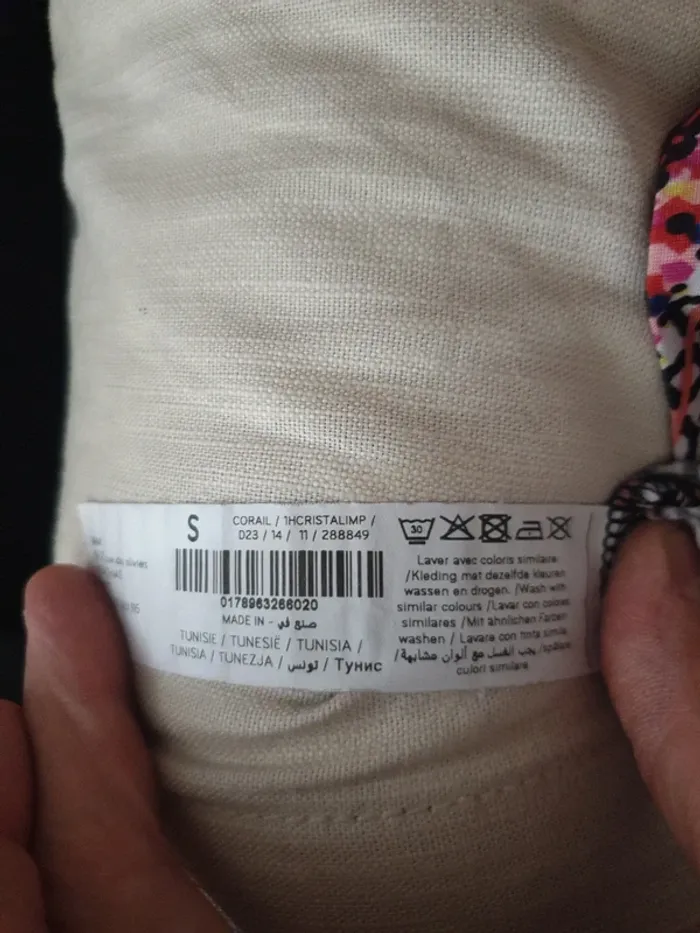 S
CORAIL / 1HCRISTALIMP /
D23 / 14 / 11 / 288849
0178963266020
MADE IN - صنع في
TUNISIE / TUNESIË / TUNISIA /
TUNISIA / TUNEZJA / تونس / Тунис
30
Laver avec coloris similaire
/Kleding met dezelfde kleuren
wassen en drogen. /Wash with
similar colours /Lavar con colores
similares /Mit ähnlichen Farben
washen / Lavare con tinta simile
/يجب الغسل مع ألوان مشابهة
culori similare